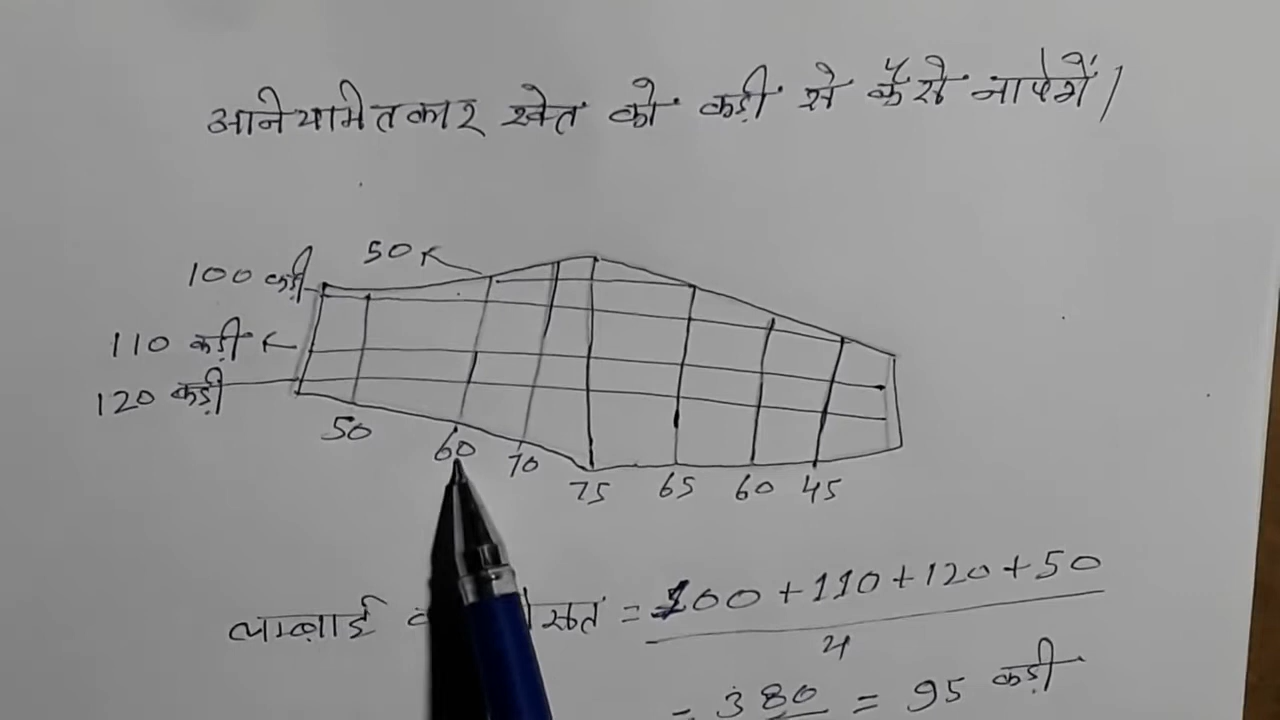 अनियमितकार खेत को कड़ी से कैसे नापेगें।
50 K
100 कड़ी
110 कड़ी K
120 कड़ी
50 60 70 75 65 60 45
लम्बाई = 100 + 110 + 120 + 50
4
= 380 = 95 कड़ी